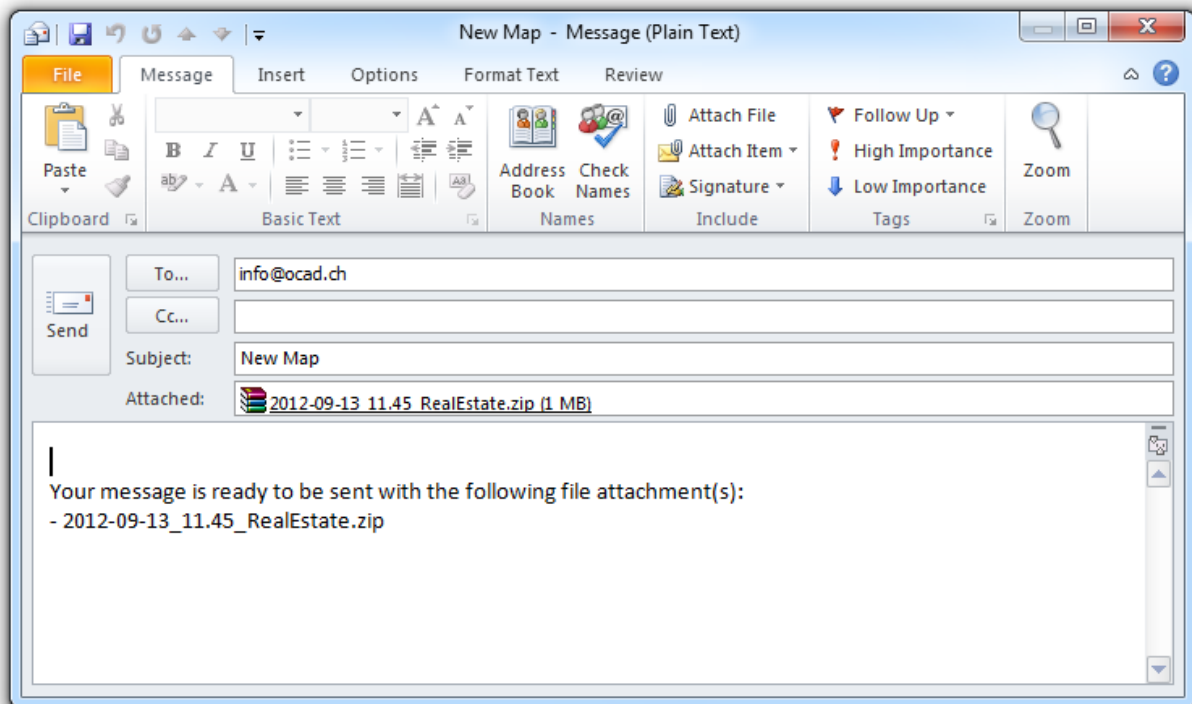 New Map - Message (Plain Text)
File Message Insert Options Format Text Review
Paste
Clipboard
B I U
A A
ab A Aa
Basic Text
Address Book
Check Names
Names
Attach File
Attach Item
Signature
Include
Follow Up
High Importance
Low Importance
Tags
Zoom
Zoom
Send
To... info@ocad.ch
Cc...
Subject: New Map
Attached: 2012-09-13_11.45_RealEstate.zip (1 MB)
Your message is ready to be sent with the following file attachment(s):
- 2012-09-13_11.45_RealEstate.zip